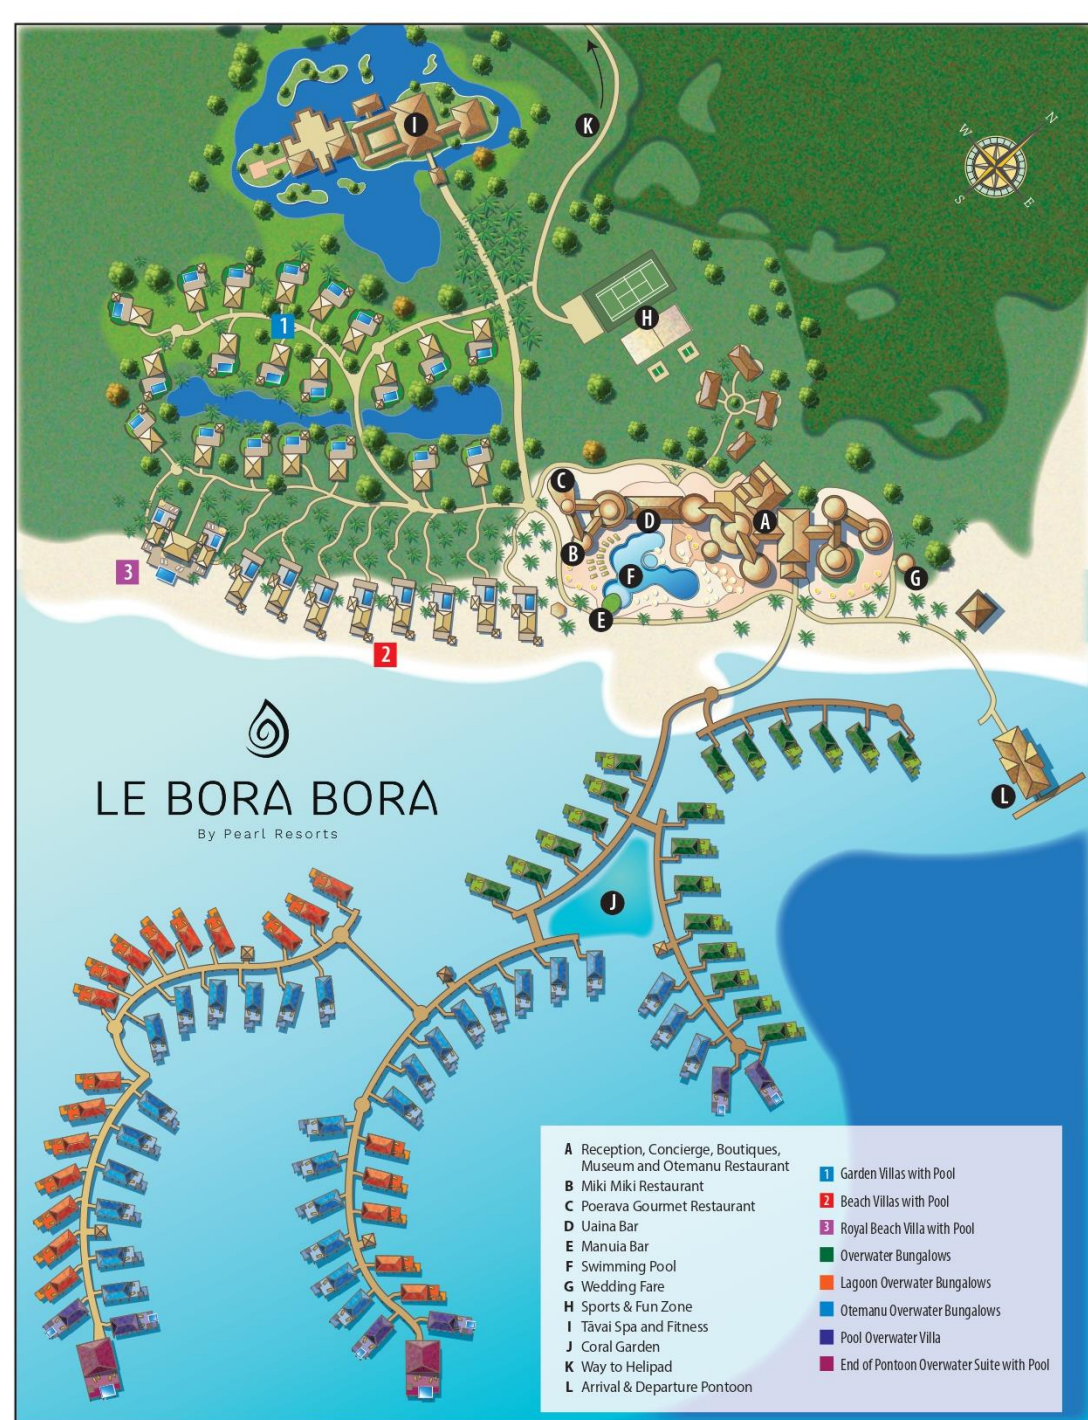 I
K
N
W
E
S
H
1
C
D
A
B
F
G
3
E
2
LE BORA BORA
By Pearl Resorts
L
J
A Reception, Concierge, Boutiques,
Museum and Otemanu Restaurant
B Miki Miki Restaurant
C Poerava Gourmet Restaurant
D Uaina Bar
E Manuia Bar
F Swimming Pool
G Wedding Fare
H Sports & Fun Zone
I Tāvai Spa and Fitness
J Coral Garden
K Way to Helipad
L Arrival & Departure Pontoon
1 Garden Villas with Pool
2 Beach Villas with Pool
3 Royal Beach Villa with Pool
Overwater Bungalows
Lagoon Overwater Bungalows
Otemanu Overwater Bungalows
Pool Overwater Villa
End of Pontoon Overwater Suite with Pool